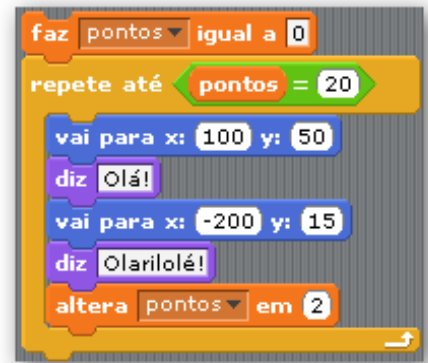 faz pontos igual a 0
repete até pontos = 20
vai para x: 100 y: 50
diz Olá!
vai para x: -200 y: 15
diz Olarilolé!
altera pontos em 2